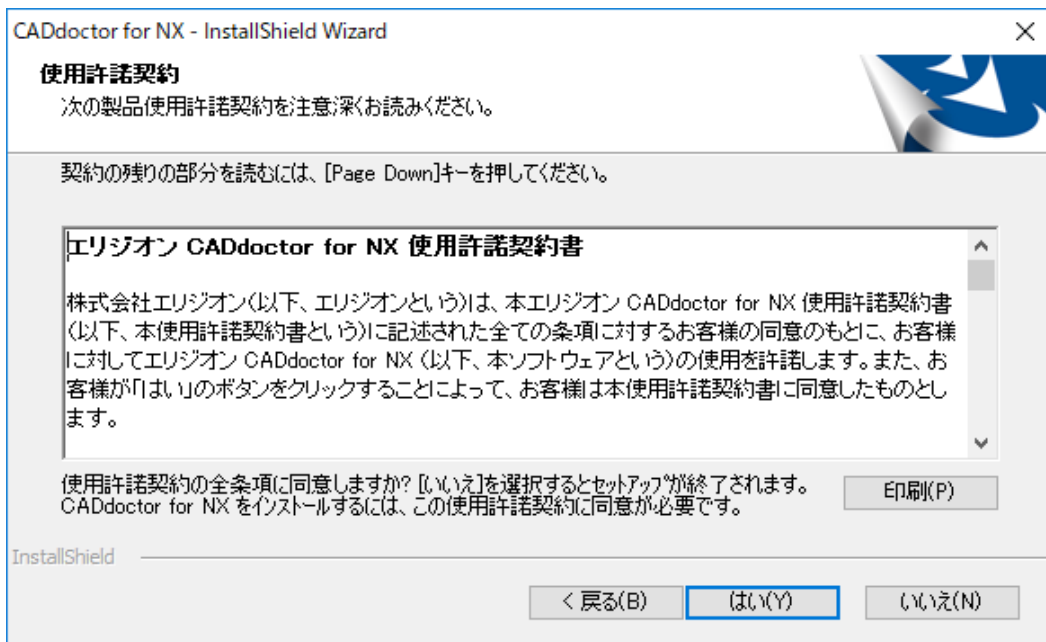 CADdoctor for NX - InstallShield Wizard
使用許諾契約
次の製品使用許諾契約を注意深くお読みください。
契約の残りの部分を読むには、[Page Down]キーを押してください。
エリジオン CADdoctor for NX 使用許諾契約書
株式会社エリジオン(以下、エリジオンという)は、本エリジオン CADdoctor for NX 使用許諾契約書
(以下、本使用許諾契約書という)に記述された全ての条項に対するお客様の同意のもとに、お客様
に対してエリジオン CADdoctor for NX (以下、本ソフトウェアという)の使用を許諾します。また、お
客様が「はい」のボタンをクリックすることによって、お客様は本使用許諾契約書に同意したものとし
ます。
使用許諾契約の全条項に同意しますか? [いいえ]を選択するとセットアップが終了されます。
CADdoctor for NX をインストールするには、この使用許諾契約に同意が必要です。
印刷(P)
InstallShield
< 戻る(B)
はい(Y)
いいえ(N)